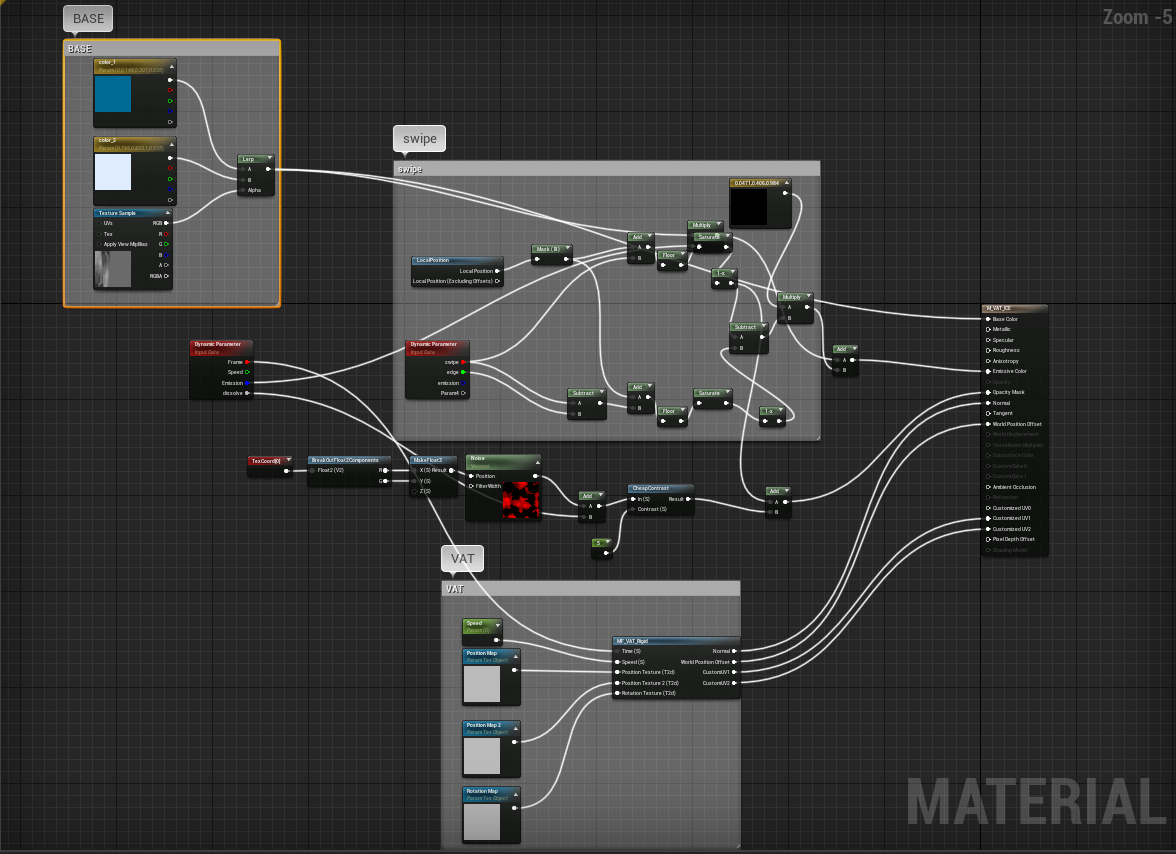 Zoom -5
BASE
BASE
color_1
color_2
Lerp
A
B
Alpha
Texture Sample
UVs
RGB
Tex
R
Apply View MipBias
G
B
A
RGBA
swipe
swipe
0.0471,0.406,0.984
Multiply
Saturate
Add
A
B
Floor
1-x
Mask (B)
LocalPosition
Local Position
Local Position (Excluding Offsets)
Multiply
A
B
Subtract
A
B
Add
A
B
Dynamic Parameter
Input Data
Frame
Speed
Emission
dissolve
Dynamic Parameter
Input Data
swipe
edge
emission
Param4
Subtract
A
B
Add
A
B
Floor
Saturate
1-x
M_VAT_ICE
Base Color
Metallic
Specular
Roughness
Anisotropy
Emissive Color
Opacity
Opacity Mask
Normal
Tangent
World Position Offset
World Displacement
Tessellation Multiplier
Subsurface Color
Custom Data 0
Custom Data 1
Ambient Occlusion
Refraction
Customized UV0
Customized UV1
Customized UV2
Pixel Depth Offset
Shading Model
TexCoord[0]
BreakOutFloat2Components
Float2 (V2)
R
G
MakeFloat3
X (S) Result
Y (S)
Z (S)
Noise
Position
FilterWidth
Add
A
B
CheapContrast
In (S)
Result
Contrast (S)
5
Add
A
B
VAT
VAT
Speed
Param (0)
Position Map
Param Tex Object
Position Map 2
Param Tex Object
Rotation Map
Param Tex Object
MF_VAT_Rigid
Time (S)
Normal
Speed (S)
World Position Offset
Position Texture (T2d)
CustomUV1
Position Texture 2 (T2d)
CustomUV2
Rotation Texture (T2d)
MATERIAL